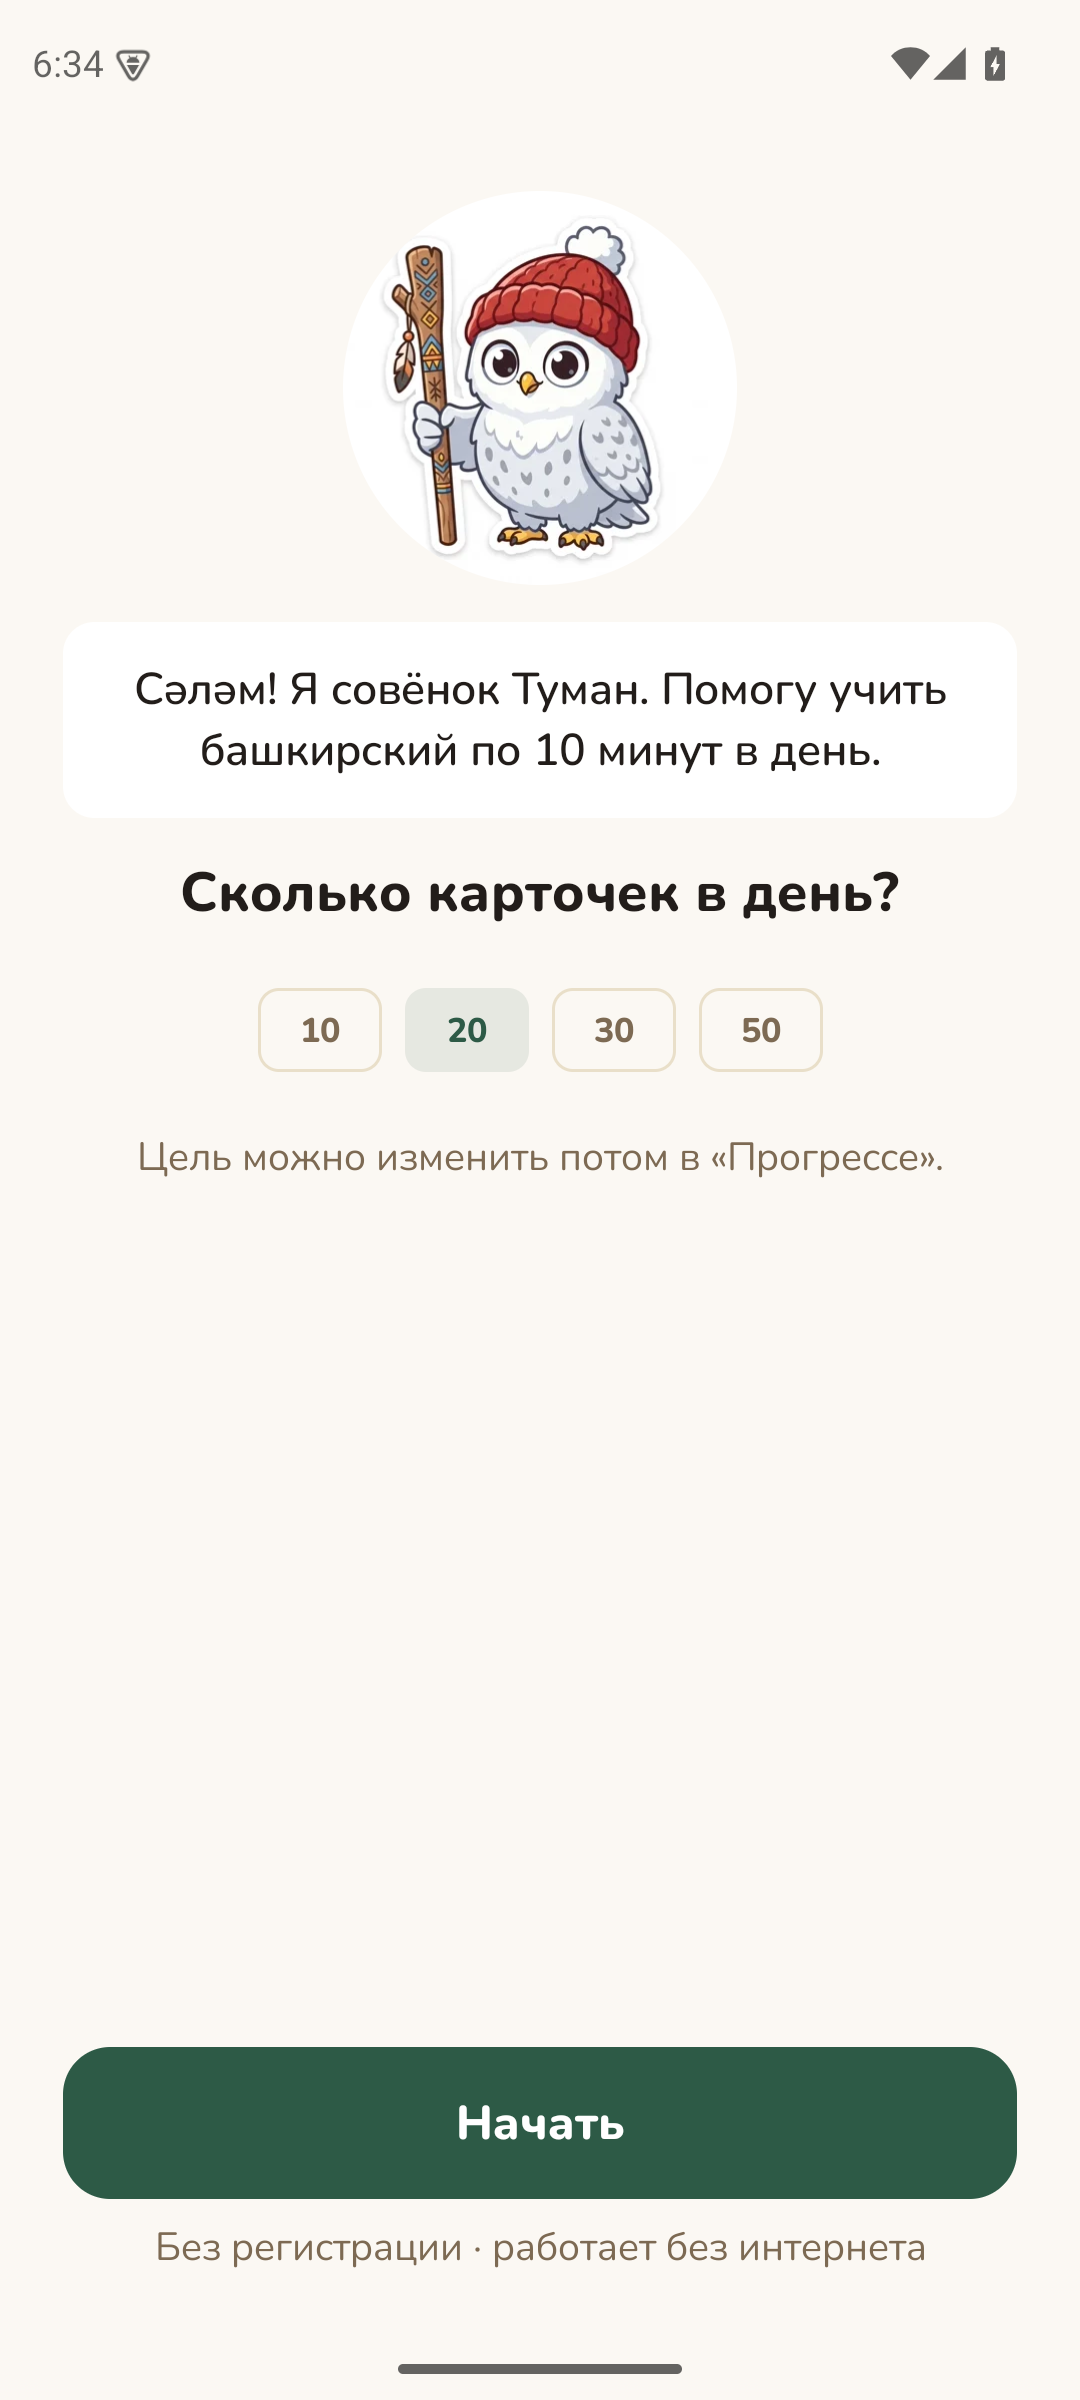 6:34
Сәләм! Я совёнок Туман. Помогу учить
башкирский по 10 минут в день.
Сколько карточек в день?
10 20 30 50
Цель можно изменить потом в «Прогрессе».
Начать
Без регистрации · работает без интернета